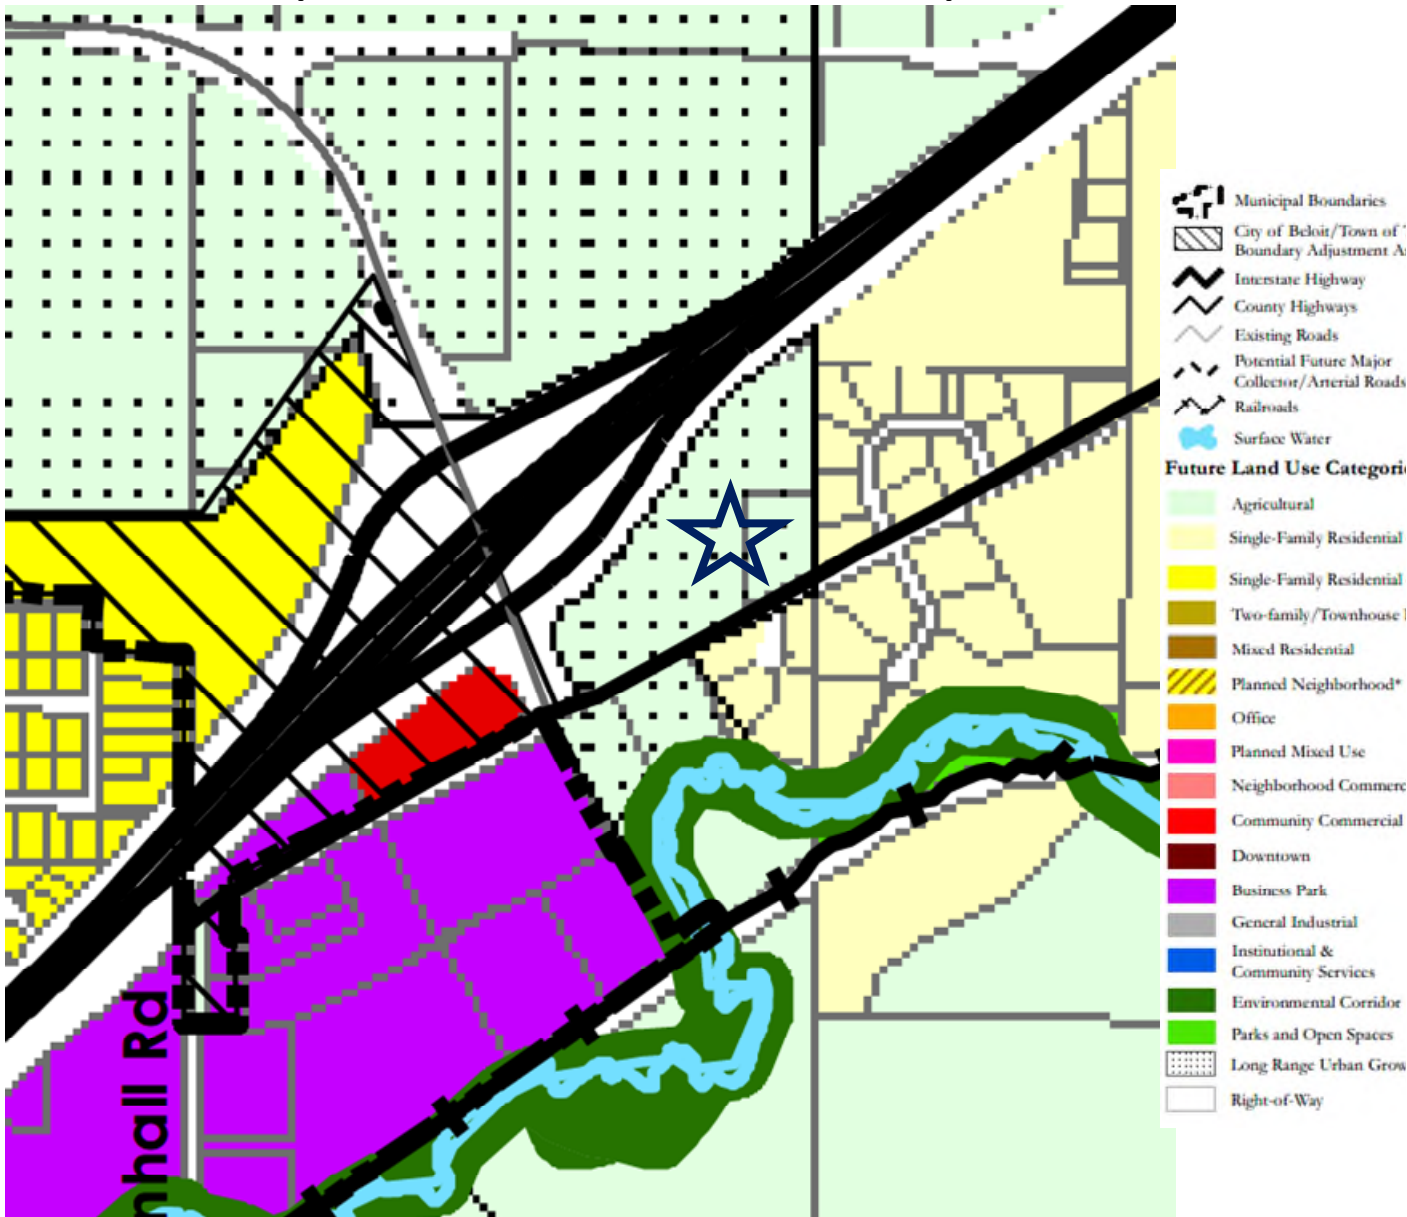 Municipal Boundaries
City of Beloit/Town of
Boundary Adjustment
Interstate Highway
County Highways
Existing Roads
Potential Future Major
Collector/Arterial Roads
Railroads
Surface Water
Future Land Use Categori
Agricultural
Single-Family Residential
Single-Family Residential
Two-family/Townhouse
Mixed Residential
Planned Neighborhood*
Office
Planned Mixed Use
Neighborhood Commerc
Community Commercial
Downtown
Business Park
General Industrial
Institutional &
Community Services
Environmental Corridor
Parks and Open Spaces
Long Range Urban Grow
Right-of-Way
nhall Rd